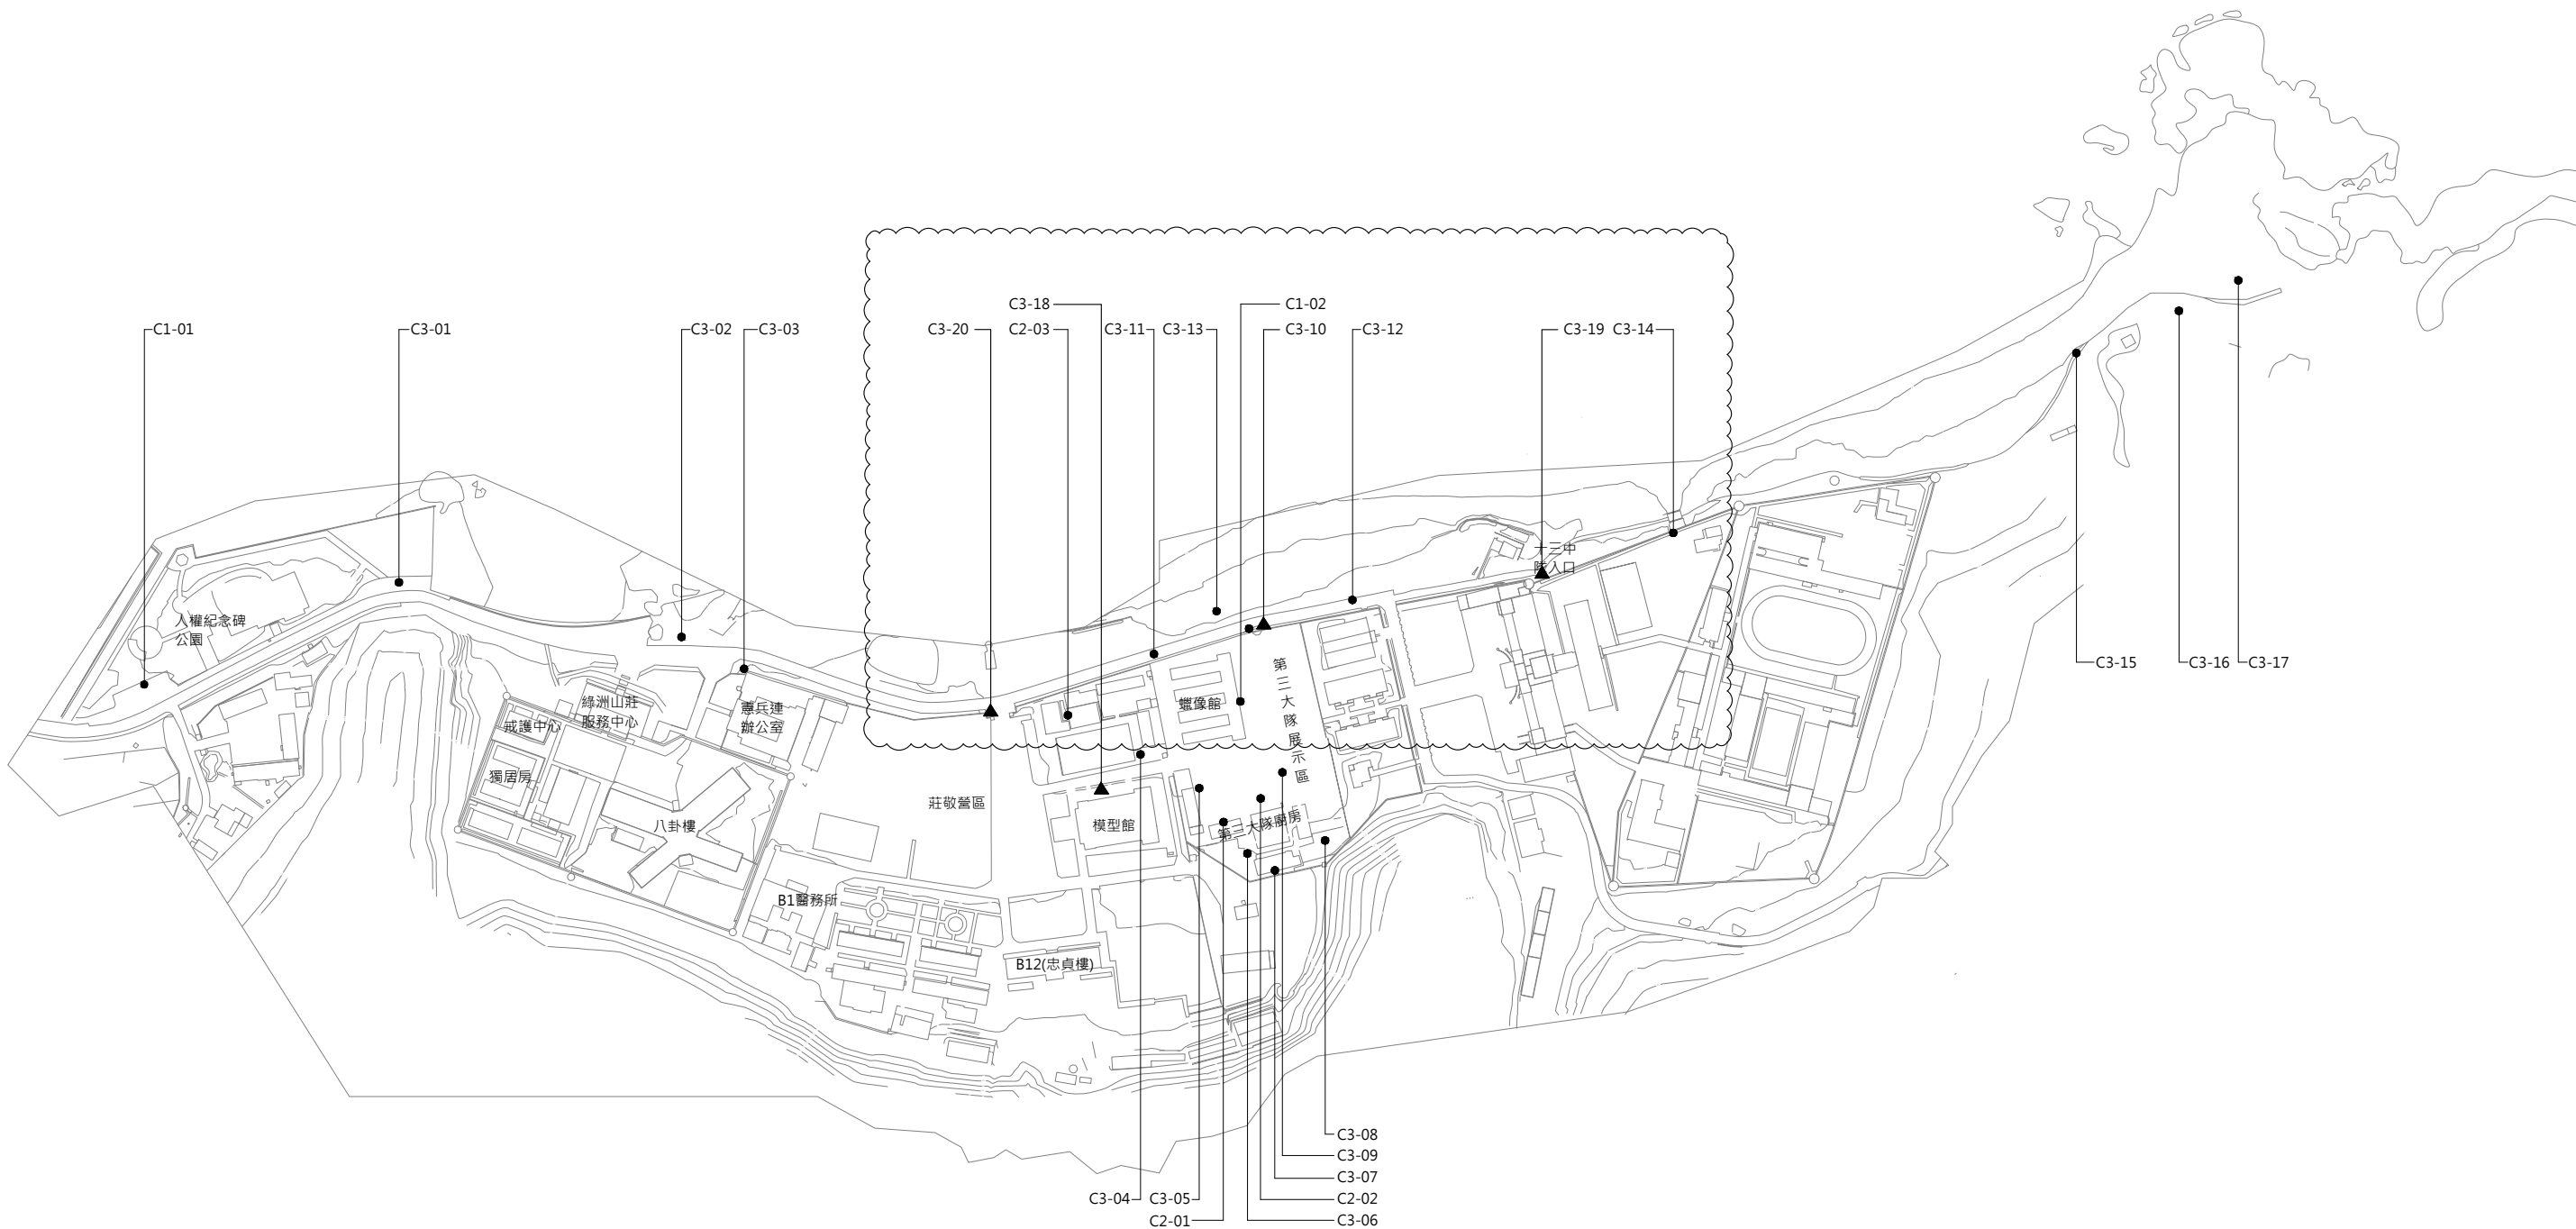 C3-18
C1-02
C1-01
C3-01
C3-02
C3-03
C3-20
C2-03
C3-11
C3-13
C3-10
C3-12
C3-19
C3-14
十三中
隊入口
人權紀念碑
公園
C3-15
C3-16
C3-17
綠洲山莊
服務中心
戒護中心
憲兵連
辦公室
蠟像館
第三大隊展示區
獨居房
莊敬營區
八卦樓
模型館
第三大隊廚房
B1醫務所
B12(忠貞樓)
C3-08
C3-09
C3-07
C3-04
C3-05
C2-02
C2-01
C3-06